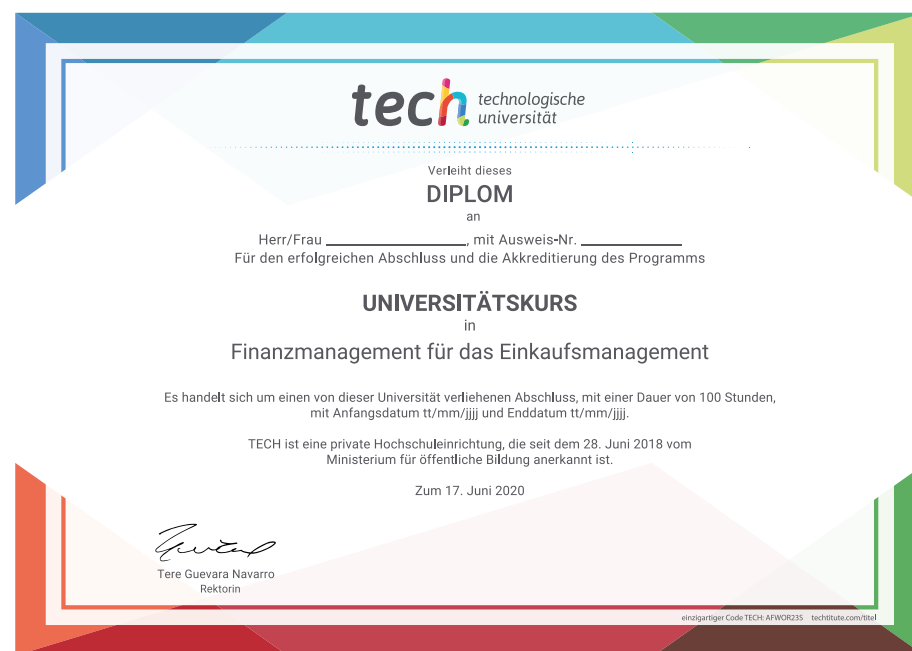 tech technologische
universität
Verleiht dieses
DIPLOM
an
Herr/Frau ____________________, mit Ausweis-Nr. ______________
Für den erfolgreichen Abschluss und die Akkreditierung des Programms
UNIVERSITÄTSKURS
in
Finanzmanagement für das Einkaufsmanagement
Es handelt sich um einen von dieser Universität verliehenen Abschluss, mit einer Dauer von 100 Stunden,
mit Anfangsdatum tt/mm/jjjj und Enddatum tt/mm/jjjj.
TECH ist eine private Hochschuleinrichtung, die seit dem 28. Juni 2018 vom
Ministerium für öffentliche Bildung anerkannt ist.
Zum 17. Juni 2020
Tere Guevara Navarro
Rektorin
einzigartiger Code TECH: AFWOR23S techtitute.com/titel